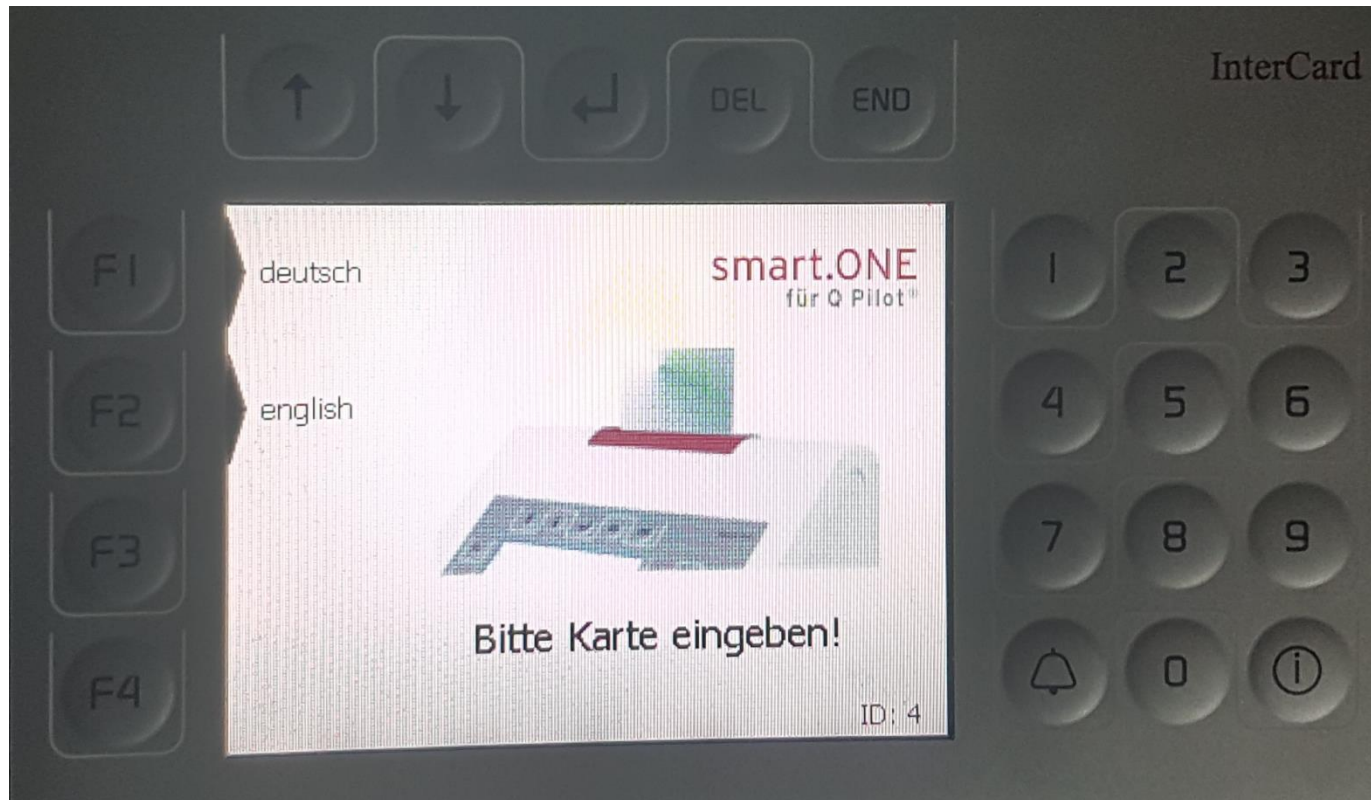 InterCard
DEL END
F1
F2
F3
F4
deutsch
english
smart.ONE
für Q Pilot®
Bitte Karte eingeben!
ID: 4
1 2 3
4 5 6
7 8 9
0